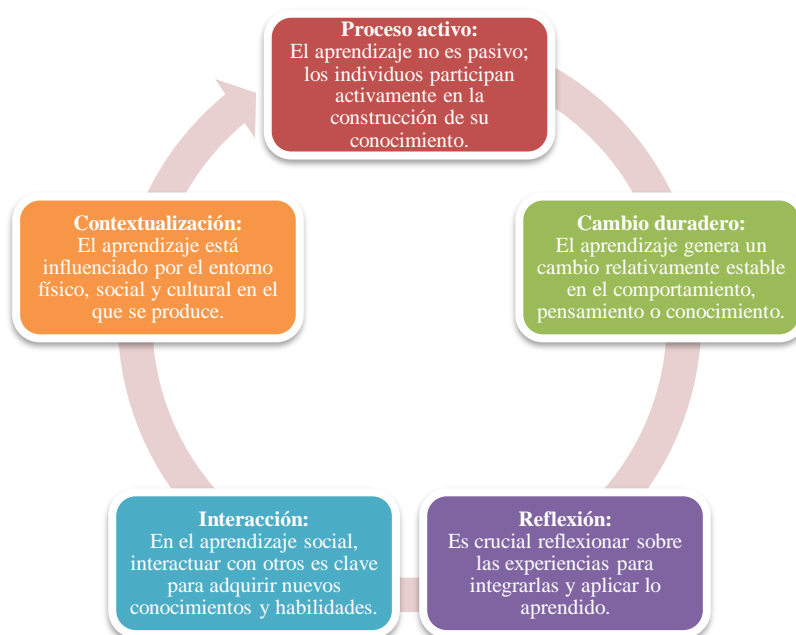 Proceso activo:
El aprendizaje no es pasivo;
los individuos participan
activamente en la
construcción de su
conocimiento.
Cambio duradero:
El aprendizaje genera un
cambio relativamente estable
en el comportamiento,
pensamiento o conocimiento.
Reflexión:
Es crucial reflexionar sobre
las experiencias para
integrarlas y aplicar lo
aprendido.
Interacción:
En el aprendizaje social,
interactuar con otros es clave
para adquirir nuevos
conocimientos y habilidades.
Contextualización:
El aprendizaje está
influenciado por el entorno
físico, social y cultural en el
que se produce.